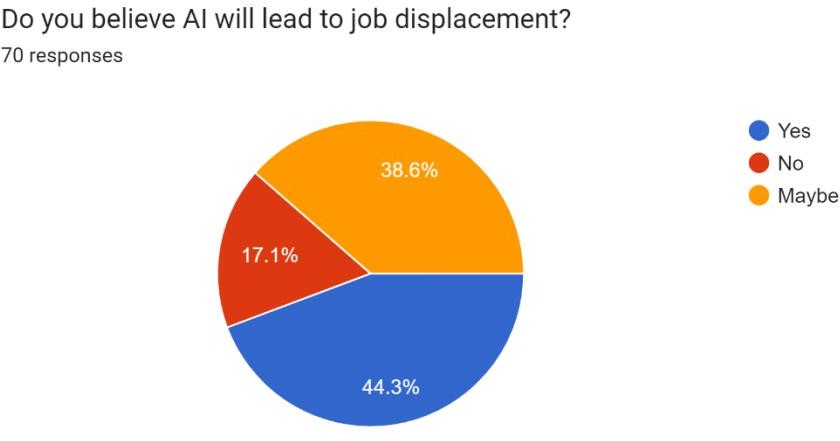 Do you believe AI will lead to job displacement?
70 responses
38.6%
17.1%
44.3%
Yes
No
Maybe